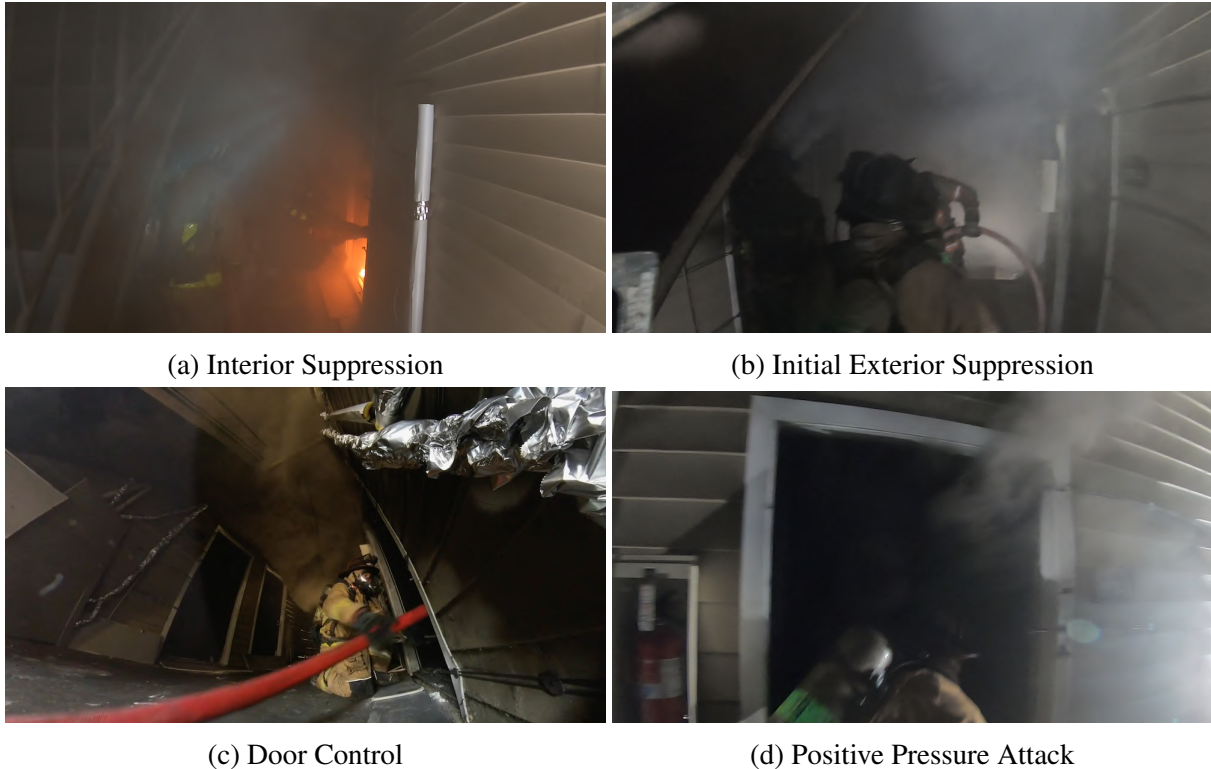 (a) Interior Suppression
(b) Initial Exterior Suppression
(c) Door Control
(d) Positive Pressure Attack